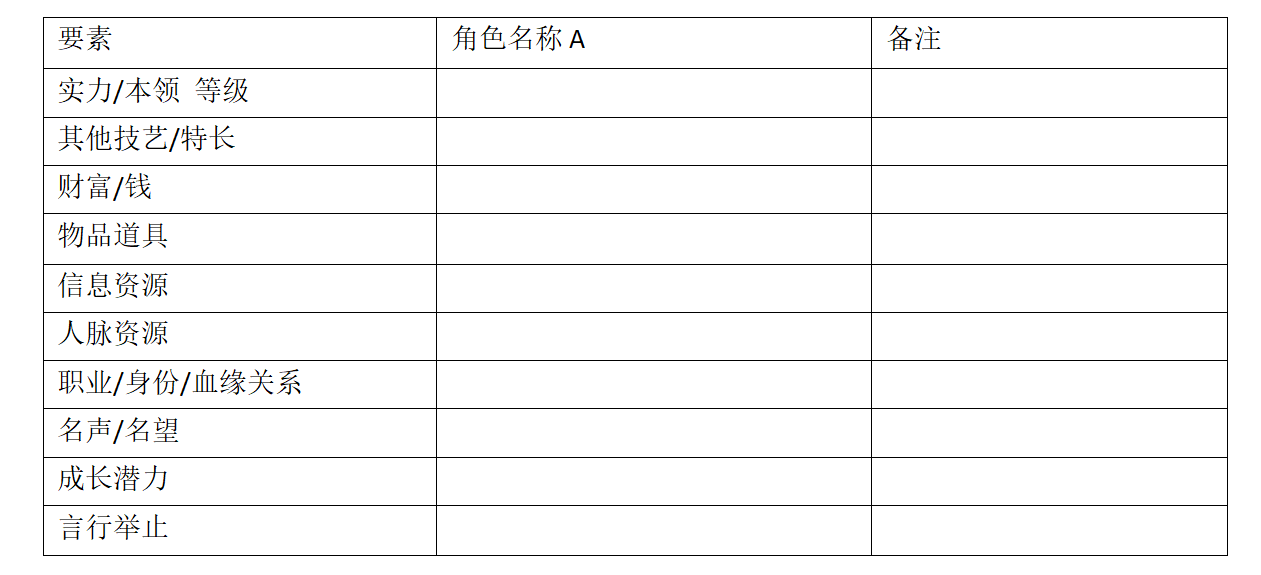 要素 角色名称 A 备注
实力/本领 等级
其他技艺/特长
财富/钱
物品道具
信息资源
人脉资源
职业/身份/血缘关系
名声/名望
成长潜力
言行举止